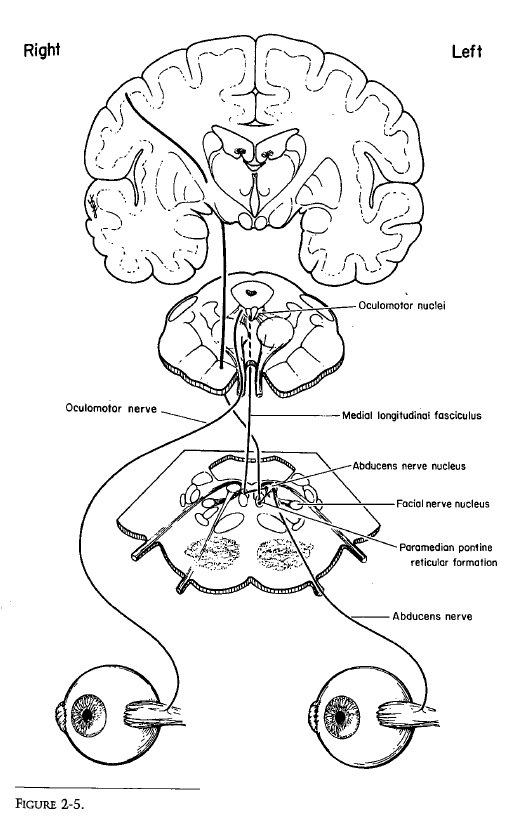 Right
Left
Oculomotor nuclei
Oculomotor nerve
Medial longitudinal fasciculus
Abducens nerve nucleus
Facial nerve nucleus
Paramedian pontine
reticular formation
Abducens nerve
FIGURE 2-5.